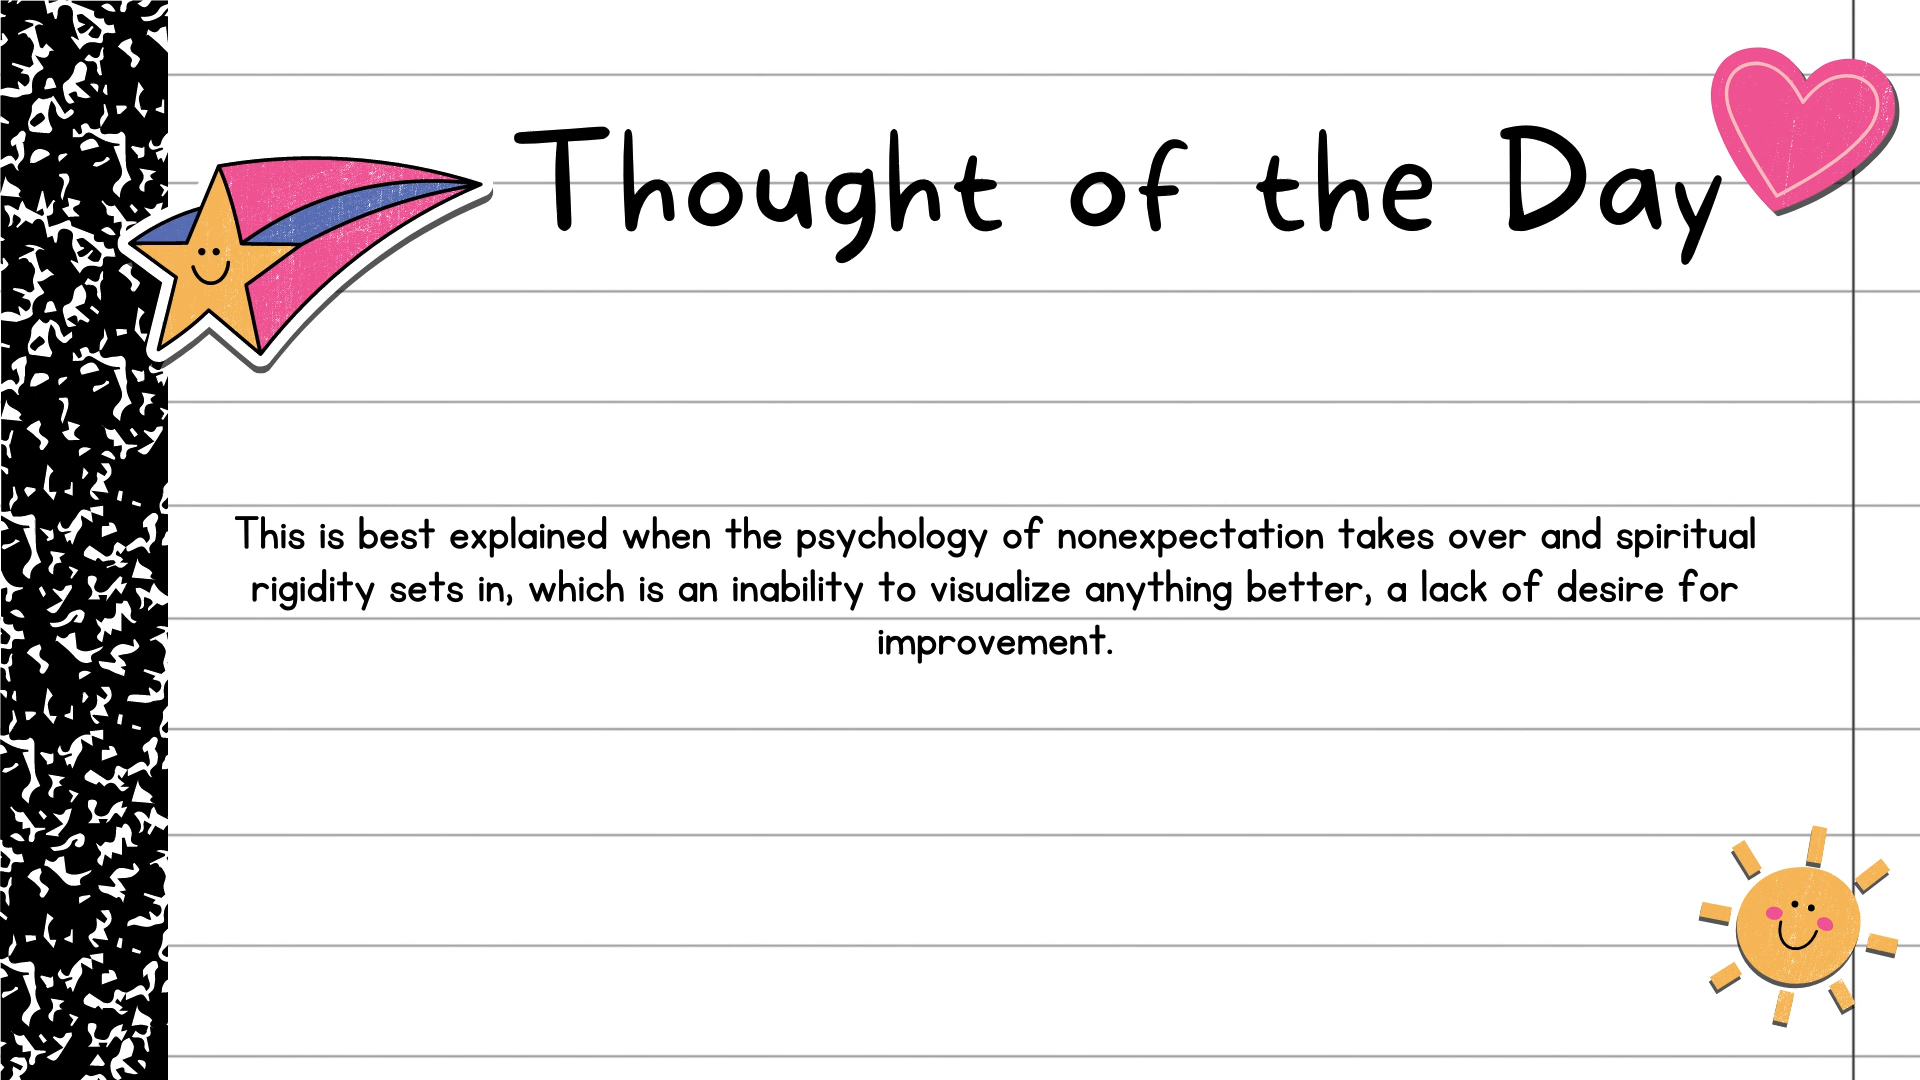 Thought of the Day
This is best explained when the psychology of nonexpectation takes over and spiritual
rigidity sets in, which is an inability to visualize anything better, a lack of desire for
improvement.